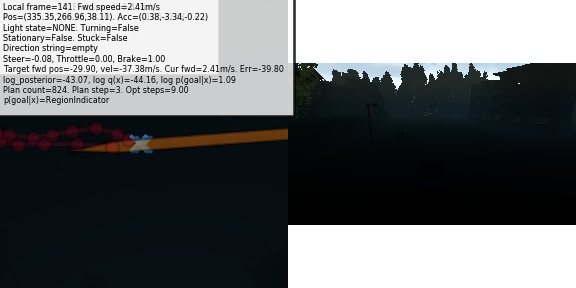 Local frame=141. Fwd speed=2.41m/s
Pos=(335.35,266.96,38.11). Acc=(0.38,-3.34,-0.22)
Light state=NONE. Turning=False
Stationary=False. Stuck=False
Direction string=empty
Steer=-0.08, Throttle=0.00, Brake=1.00
Target fwd pos=-29.90, vel=-37.38m/s. Cur fwd=2.41m/s. Err=-39.80
log_posterior=-43.07, log q(x)=-44.16, log p(goal|x)=1.09
Plan count=824. Plan step=3. Opt steps=9.00
p(goal|x)=RegionIndicator